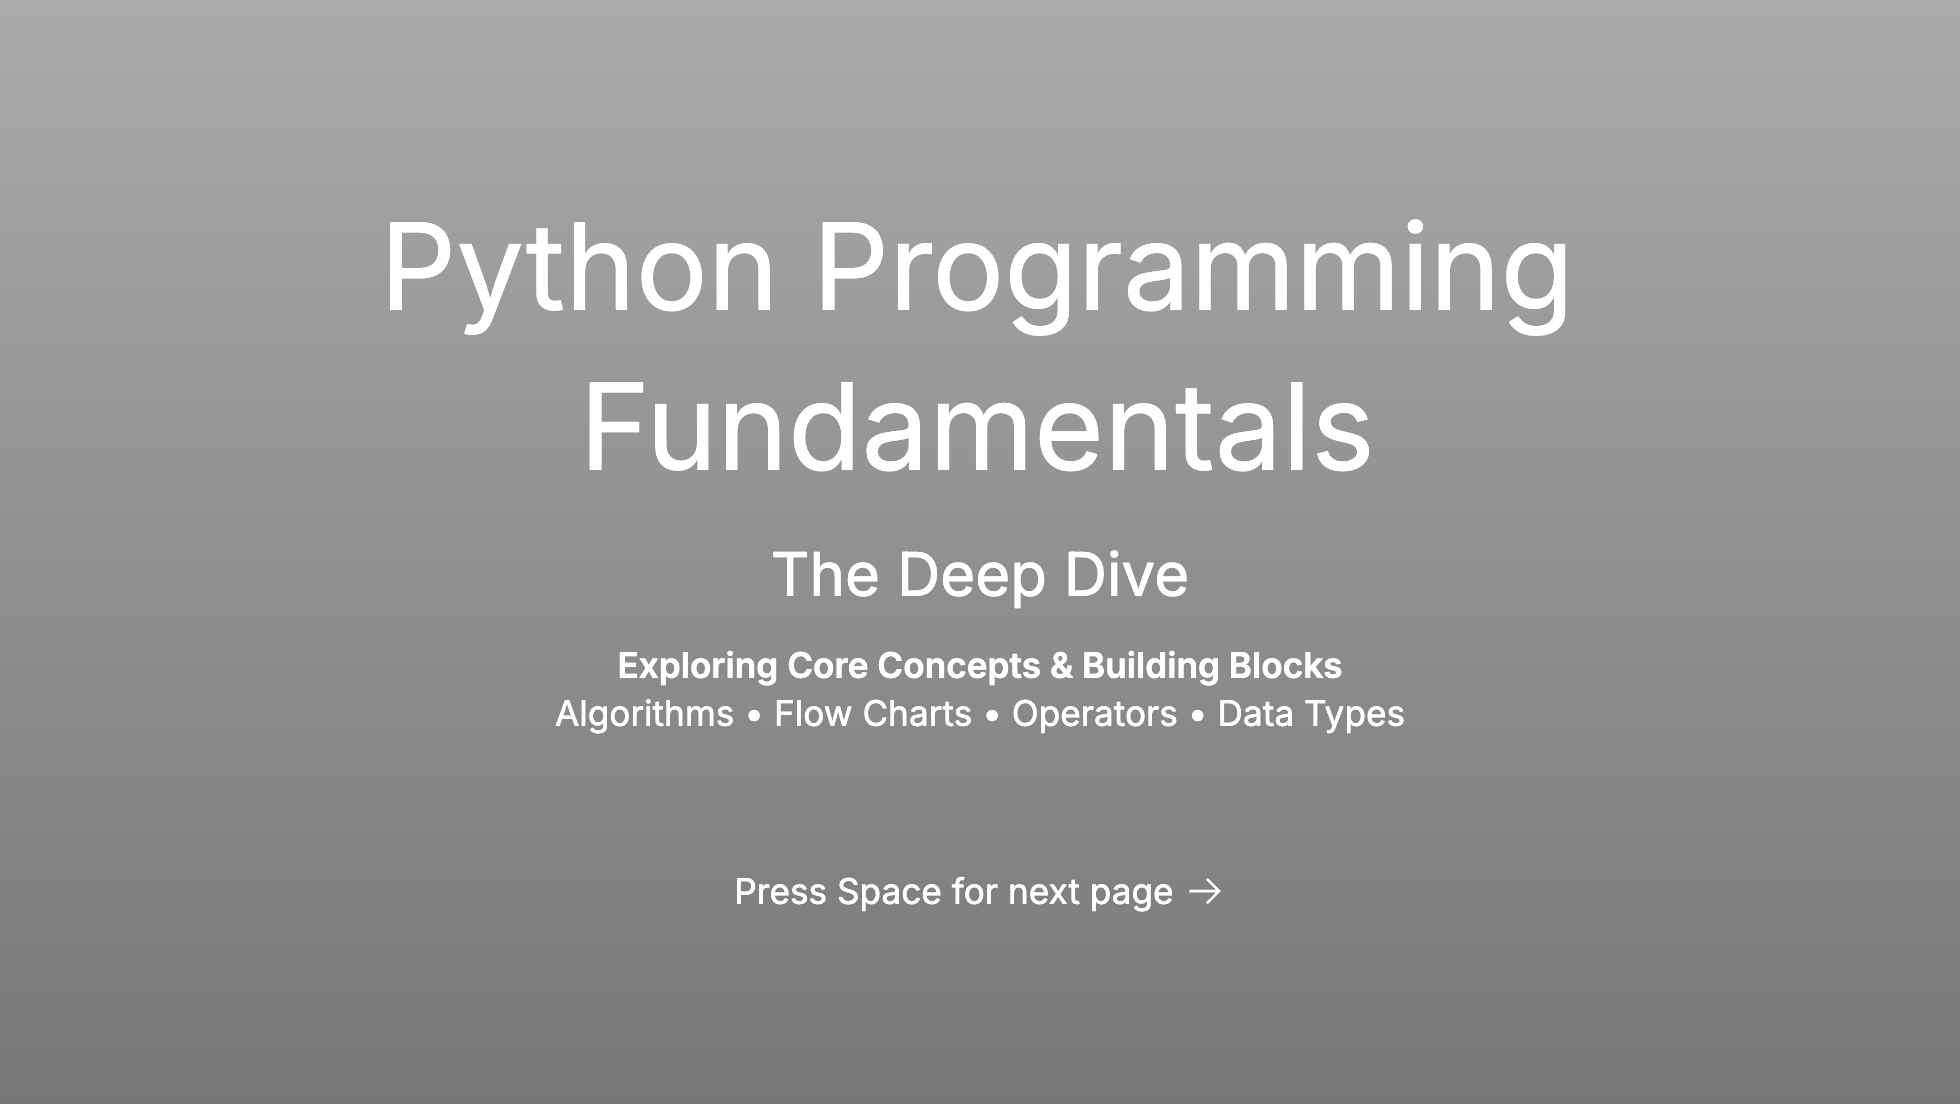 Python Programming
Fundamentals
The Deep Dive
Exploring Core Concepts & Building Blocks
Algorithms • Flow Charts • Operators • Data Types
Press Space for next page →